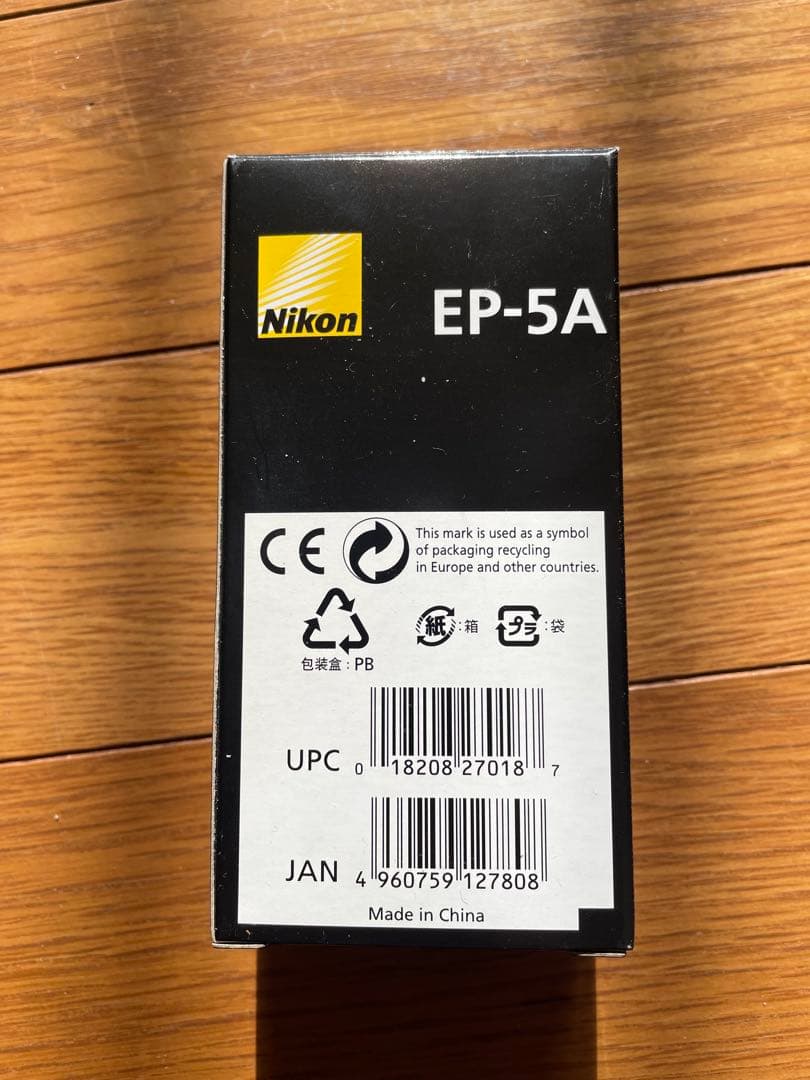 Nikon
EP-5A
CE
This mark is used as a symbol
of packaging recycling
in Europe and other countries.
紙:箱
プラ:袋
包装盒:PB
UPC 0 18208 27018 7
JAN 4 960759 127808
Made in China